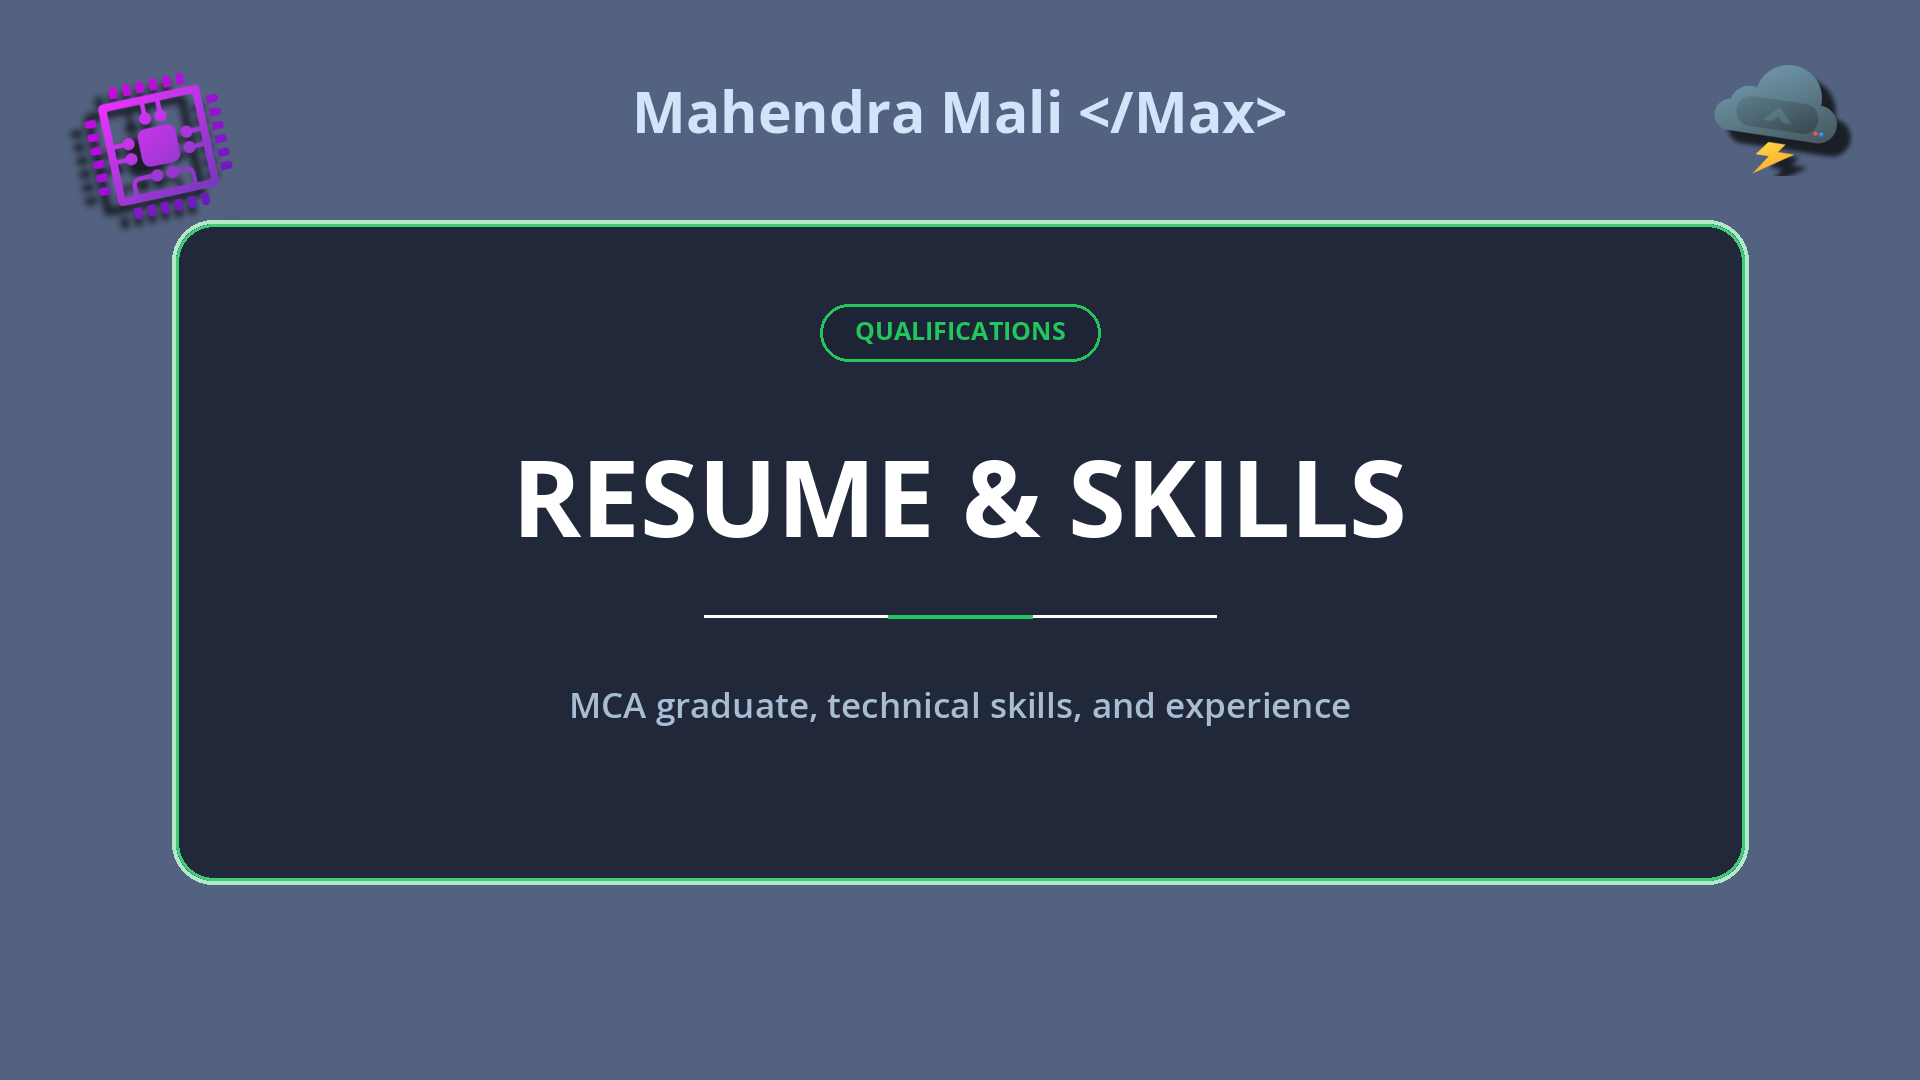 Mahendra Mali </Max>
QUALIFICATIONS
RESUME & SKILLS
MCA graduate, technical skills, and experience